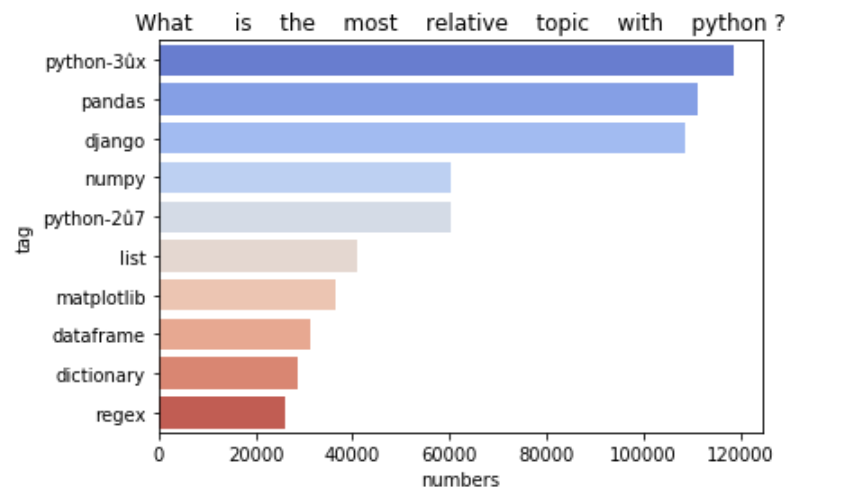 What is the most relative topic with python ?
python-3ûx
pandas
django
numpy
python-2û7
list
matplotlib
dataframe
dictionary
regex
tag
0 20000 40000 60000 80000 100000 120000
numbers